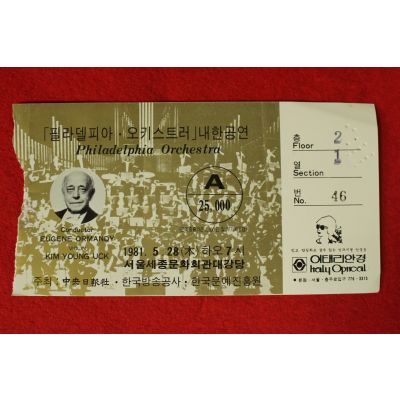 「필라델피아·오키스트러」내한공연
Philadelphia Orchestra
A
25,000
Conductor
EUGENE ORMANDY
KIM YOUNG UCK
1981. 5. 28 (木) 하오 7시
서울세종문화회관대강당
주최: 中央日報社·한국방송공사·한국문예진흥원
층 2
Floor
열 1
Section
번 46
No.
이태리안경
Italy Optical